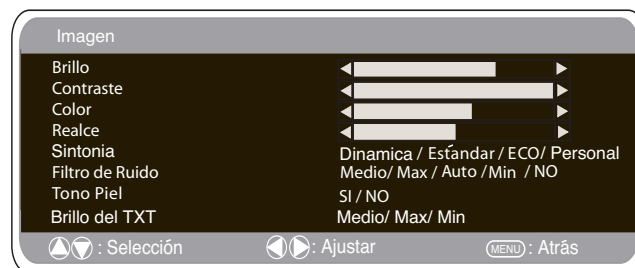 Imagen
Brillo
Contraste
Color
Realce
Sintonia Dinamica / Estandar / ECO/ Personal
Filtro de Ruido Medio/ Max / Auto /Min / NO
Tono Piel SI / NO
Brillo del TXT Medio/ Max/ Min
: Selección : Ajustar MENU : Atrás